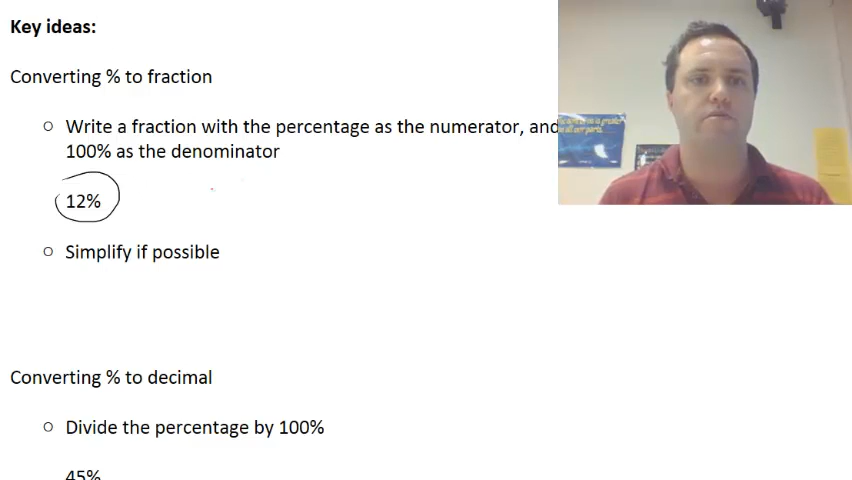 Key ideas:
Converting % to fraction
o Write a fraction with the percentage as the numerator, and
100% as the denominator
12%
o Simplify if possible
Converting % to decimal
o Divide the percentage by 100%
45%